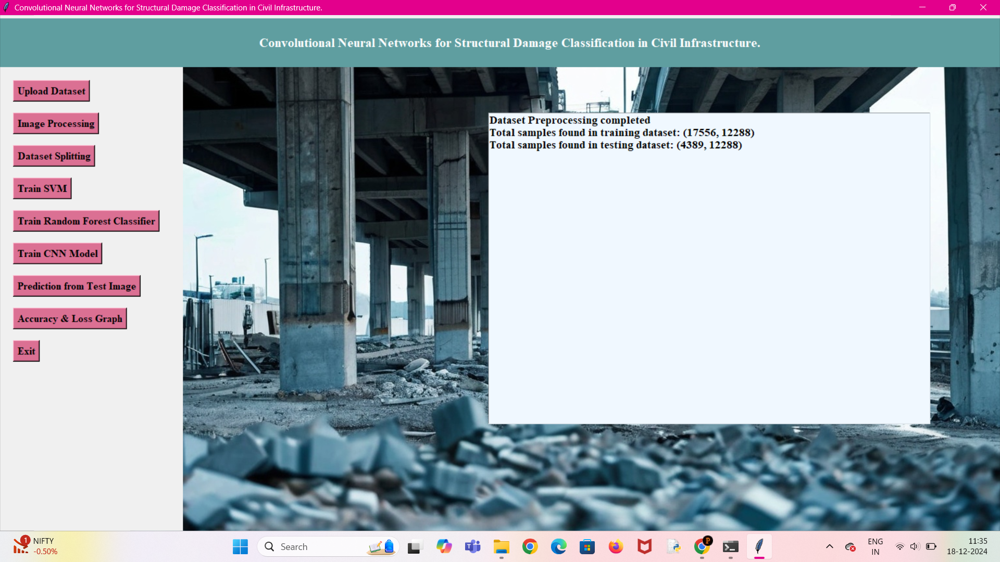 Convolutional Neural Networks for Structural Damage Classification in Civil Infrastructure.
Convolutional Neural Networks for Structural Damage Classification in Civil Infrastructure.
Upload Dataset
Image Processing
Dataset Splitting
Train SVM
Train Random Forest Classifier
Train CNN Model
Prediction from Test Image
Accuracy & Loss Graph
Exit
Dataset Preprocessing completed
Total samples found in training dataset: (17556, 12288)
Total samples found in testing dataset: (4389, 12288)
1
NIFTY
-0.50%
Search
P
ENG
IN
11:35
18-12-2024